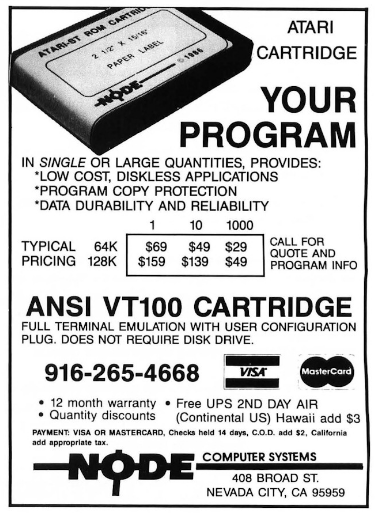 ATARI-ST ROM CARTRID
2 1/2" X 15/16"
PAPER LABEL
NODE © 1986
ATARI
CARTRIDGE
YOUR
PROGRAM
IN SINGLE OR LARGE QUANTITIES, PROVIDES:
*LOW COST, DISKLESS APPLICATIONS
*PROGRAM COPY PROTECTION
*DATA DURABILITY AND RELIABILITY
1 10 1000
TYPICAL 64K $69 $49 $29
PRICING 128K $159 $139 $49
CALL FOR
QUOTE AND
PROGRAM INFO
ANSI VT100 CARTRIDGE
FULL TERMINAL EMULATION WITH USER CONFIGURATION
PLUG. DOES NOT REQUIRE DISK DRIVE.
916-265-4668 VISA MasterCard
• 12 month warranty • Free UPS 2ND DAY AIR
• Quantity discounts (Continental US) Hawaii add $3
PAYMENT: VISA OR MASTERCARD, Checks held 14 days, C.O.D. add $2, California
add appropriate tax.
NODE COMPUTER SYSTEMS
408 BROAD ST.
NEVADA CITY, CA 95959